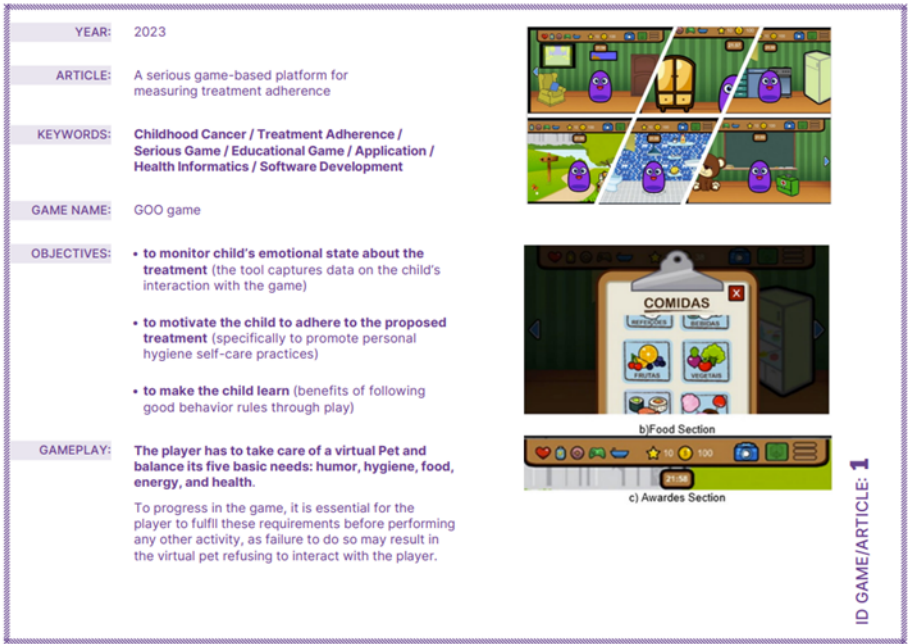 YEAR: 2023
ARTICLE: A serious game-based platform for
measuring treatment adherence
KEYWORDS: Childhood Cancer / Treatment Adherence /
Serious Game / Educational Game / Application /
Health Informatics / Software Development
GAME NAME: GOO game
OBJECTIVES: • to monitor child's emotional state about the
treatment (the tool captures data on the child's
interaction with the game)
• to motivate the child to adhere to the proposed
treatment (specifically to promote personal
hygiene self-care practices)
• to make the child learn (benefits of following
good behavior rules through play)
GAMEPLAY: The player has to take care of a virtual Pet and
balance its five basic needs: humor, hygiene, food,
energy, and health.
To progress in the game, it is essential for the
player to fulfll these requirements before performing
any other activity, as failure to do so may result in
the virtual pet refusing to interact with the player.
COMIDAS
REFEIÇÕES BEBIDAS
FRUTAS VEGETAIS
b)Food Section
10 100
21:58
c) Awardes Section
ID GAME/ARTICLE: 1